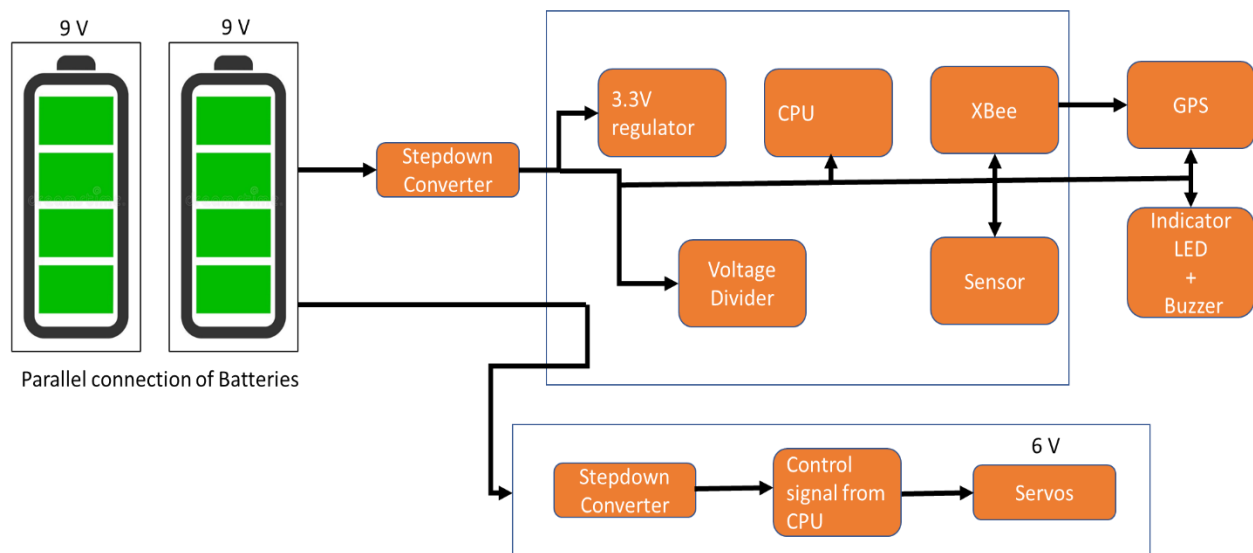 9 V
9 V
3.3V
regulator
CPU
XBee
GPS
Stepdown
Converter
Voltage
Divider
Sensor
Indicator
LED
+
Buzzer
Parallel connection of Batteries
6 V
Stepdown
Converter
Control
signal from
CPU
Servos